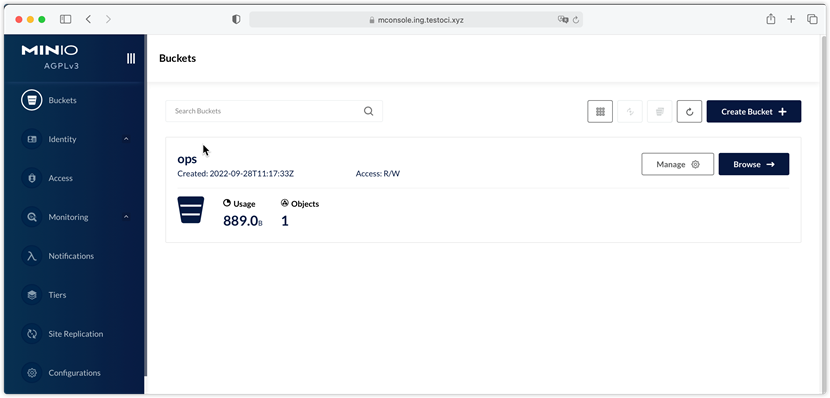 mconsole.ing.testoci.xyz
MINIO
AGPLv3
Buckets
Identity
Access
Monitoring
Notifications
Tiers
Site Replication
Configurations
Buckets
Search Buckets
Create Bucket
ops
Created: 2022-09-28T11:17:33Z Access: R/W
Manage
Browse
Usage Objects
889.0B 1